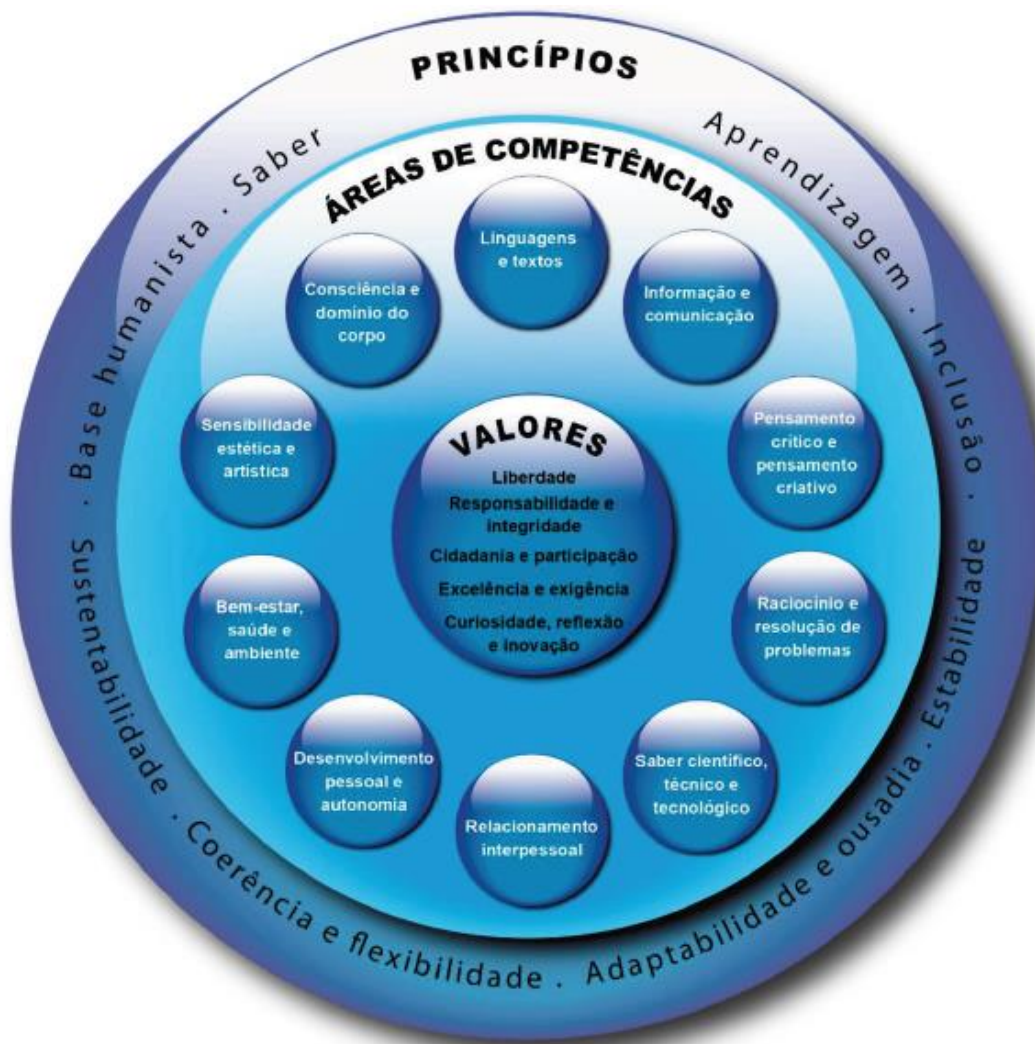 PRINCÍPIOS
Base humanista . Saber
Aprendizagem . Inclusão .
Estabilidade
Adaptabilidade e ousadia .
Coerência e flexibilidade .
Sustentabilidade .
ÁREAS DE COMPETÊNCIAS
Linguagens
e textos
Informação e
comunicação
Pensamento
crítico e
pensamento
criativo
Raciocínio e
resolução de
problemas
Saber científico,
técnico e
tecnológico
Relacionamento
interpessoal
Desenvolvimento
pessoal e
autonomia
Bem-estar,
saúde e
ambiente
Sensibilidade
estética e
artística
Consciência e
domínio do
corpo
VALORES
Liberdade
Responsabilidade e
integridade
Cidadania e participação
Excelência e exigência
Curiosidade, reflexão
e inovação